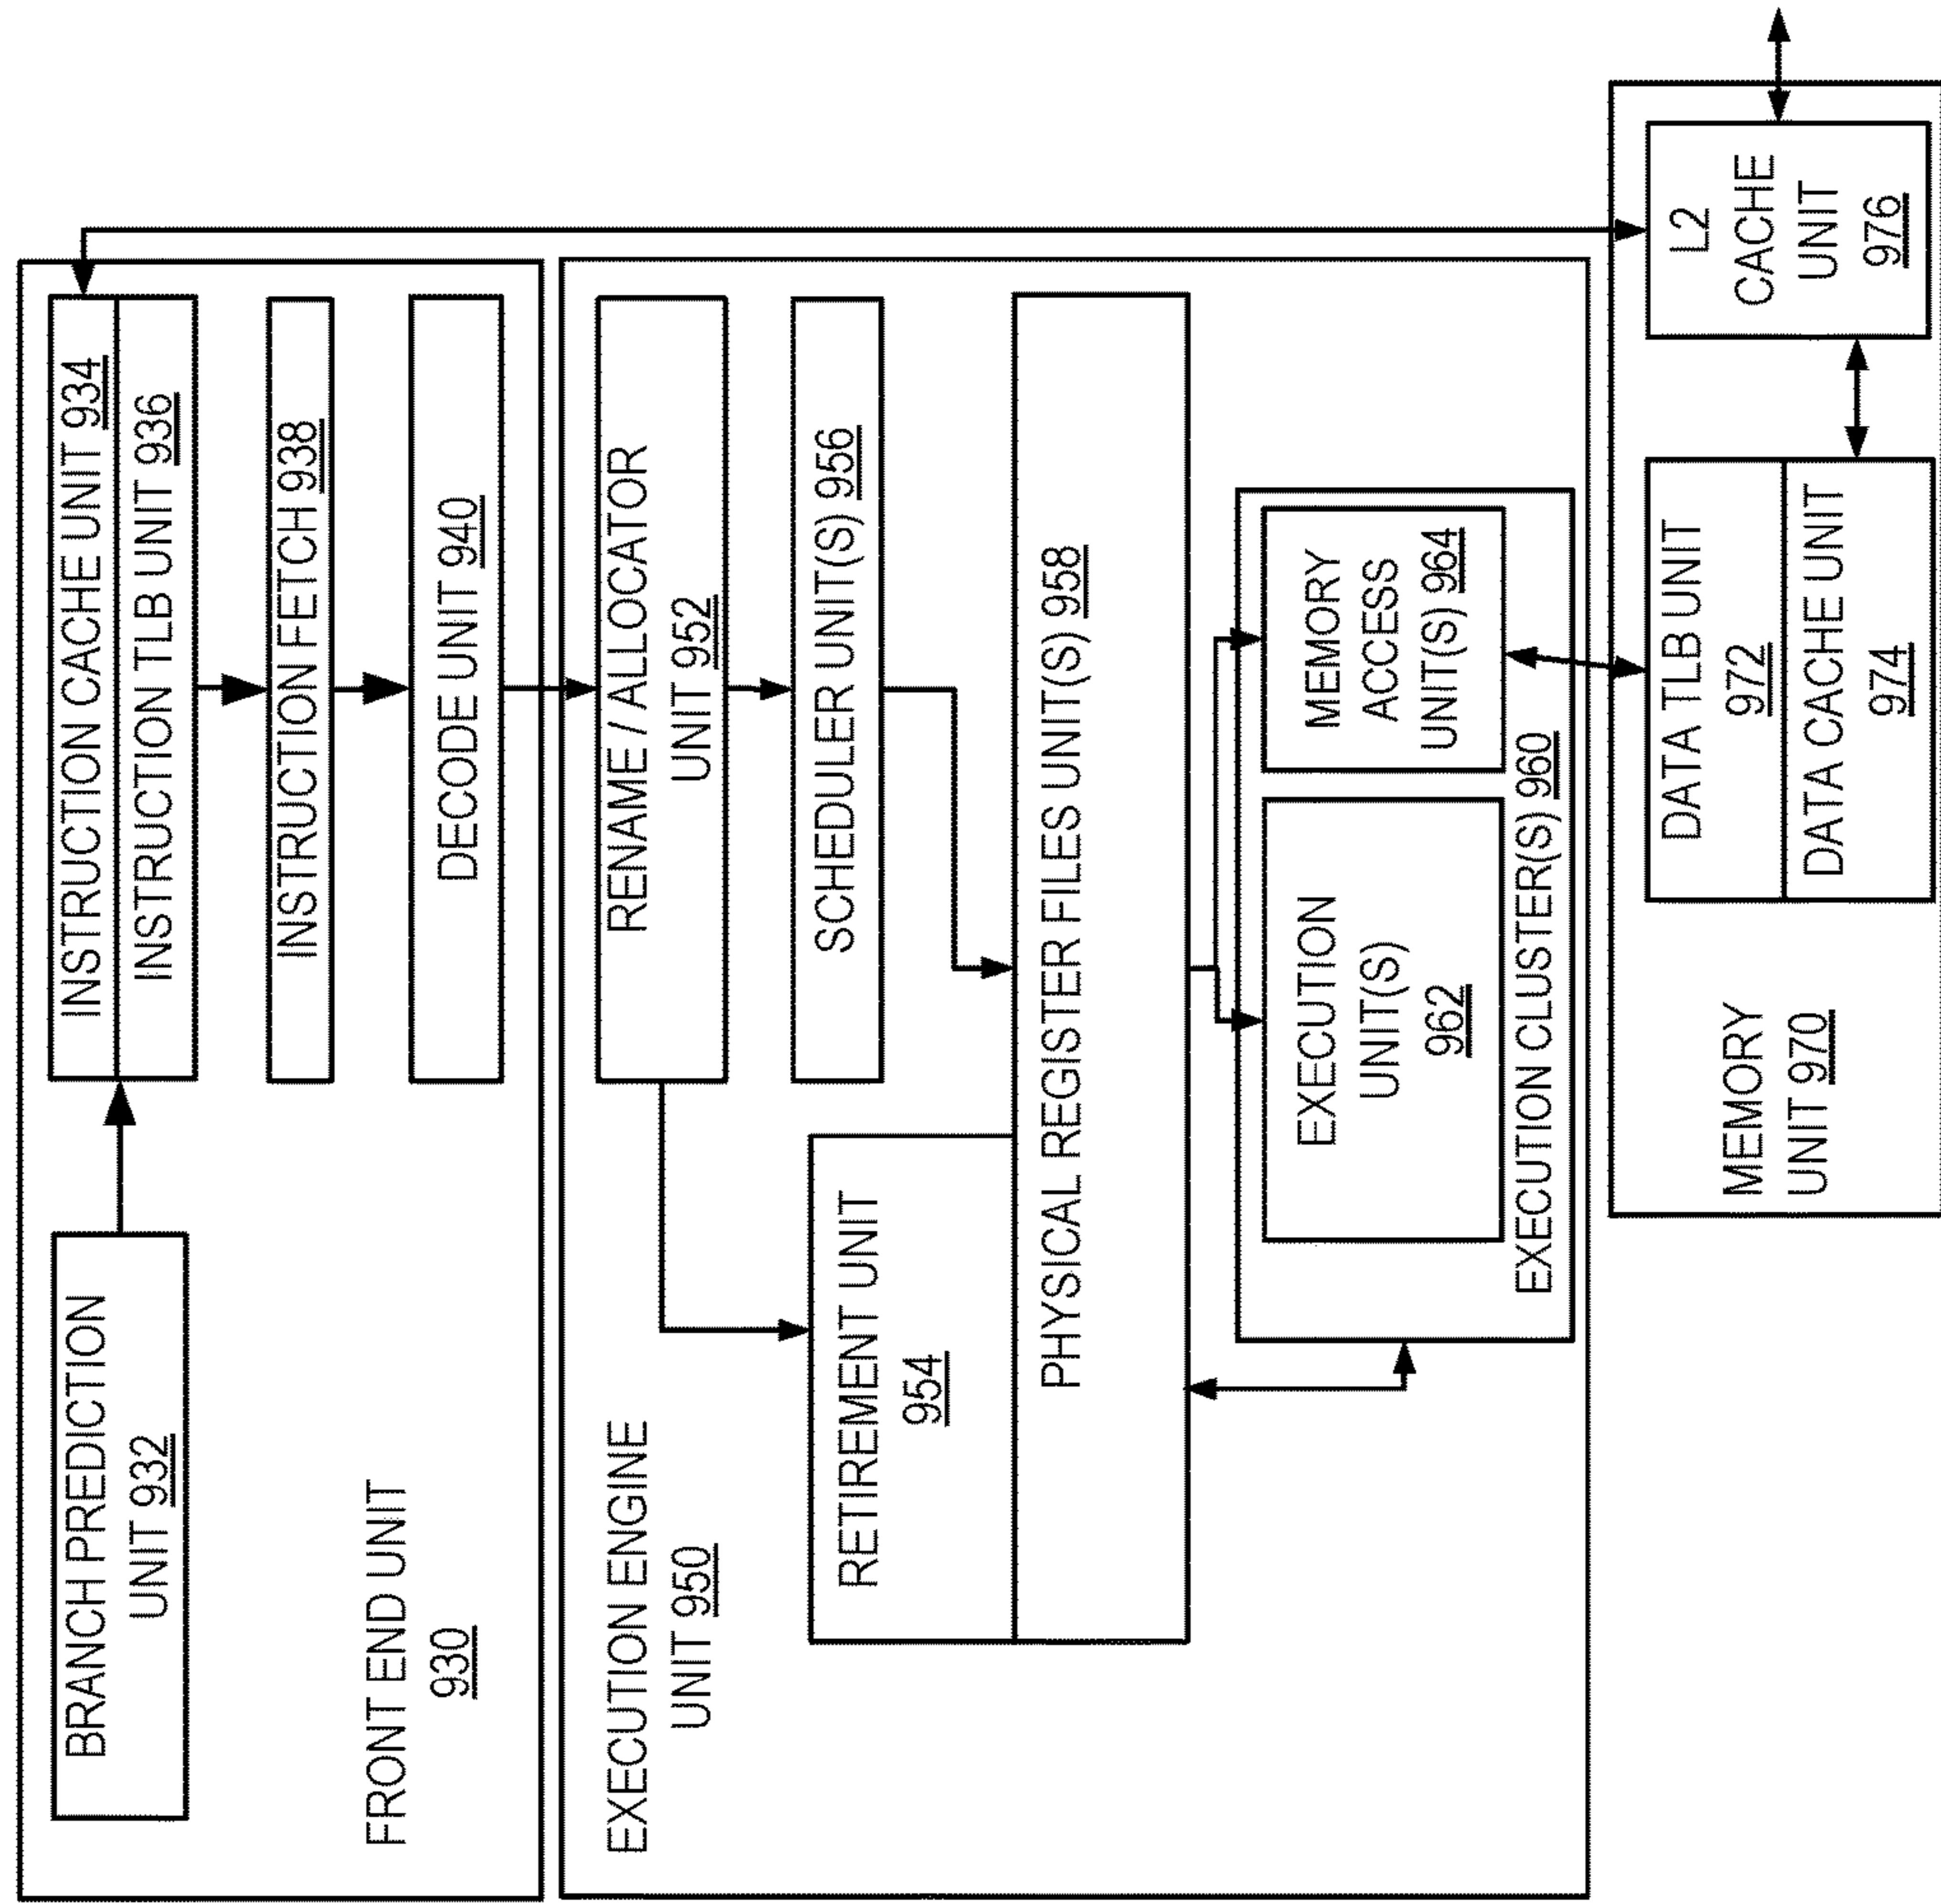 BRANCH PREDICTION
UNIT 932
INSTRUCTION CACHE UNIT 934
INSTRUCTION TLB UNIT 936
INSTRUCTION FETCH 938
DECODE UNIT 940
FRONT END UNIT
930
EXECUTION ENGINE
UNIT 950
RENAME / ALLOCATOR
UNIT 952
RETIREMENT UNIT
954
SCHEDULER UNIT(S) 956
PHYSICAL REGISTER FILES UNIT(S) 958
EXECUTION
UNIT(S)
962
MEMORY
ACCESS
UNIT(S) 964
EXECUTION CLUSTER(S) 960
MEMORY
UNIT 970
DATA TLB UNIT
972
DATA CACHE UNIT
974
L2
CACHE
UNIT
976